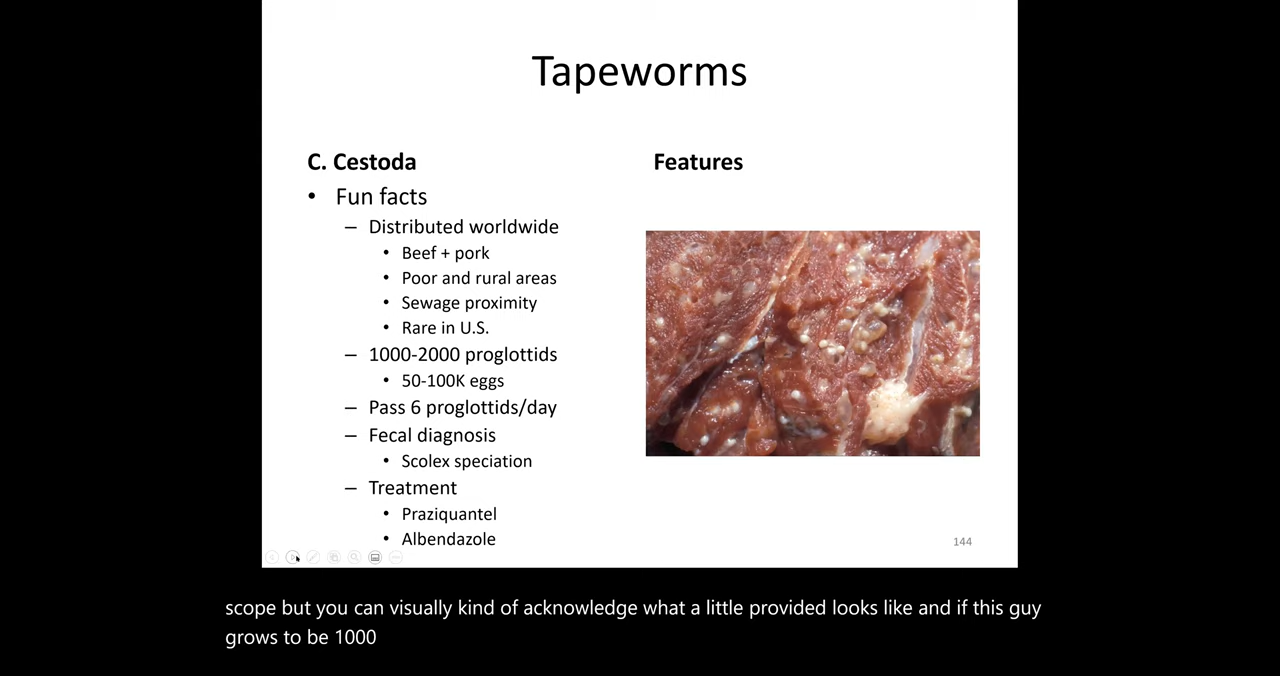 Tapeworms
C. Cestoda
• Fun facts
– Distributed worldwide
• Beef + pork
• Poor and rural areas
• Sewage proximity
• Rare in U.S.
– 1000-2000 proglottids
• 50-100K eggs
– Pass 6 proglottids/day
– Fecal diagnosis
• Scolex speciation
– Treatment
• Praziquantel
• Albendazole
Features
144
scope but you can visually kind of acknowledge what a little provided looks like and if this guy
grows to be 1000